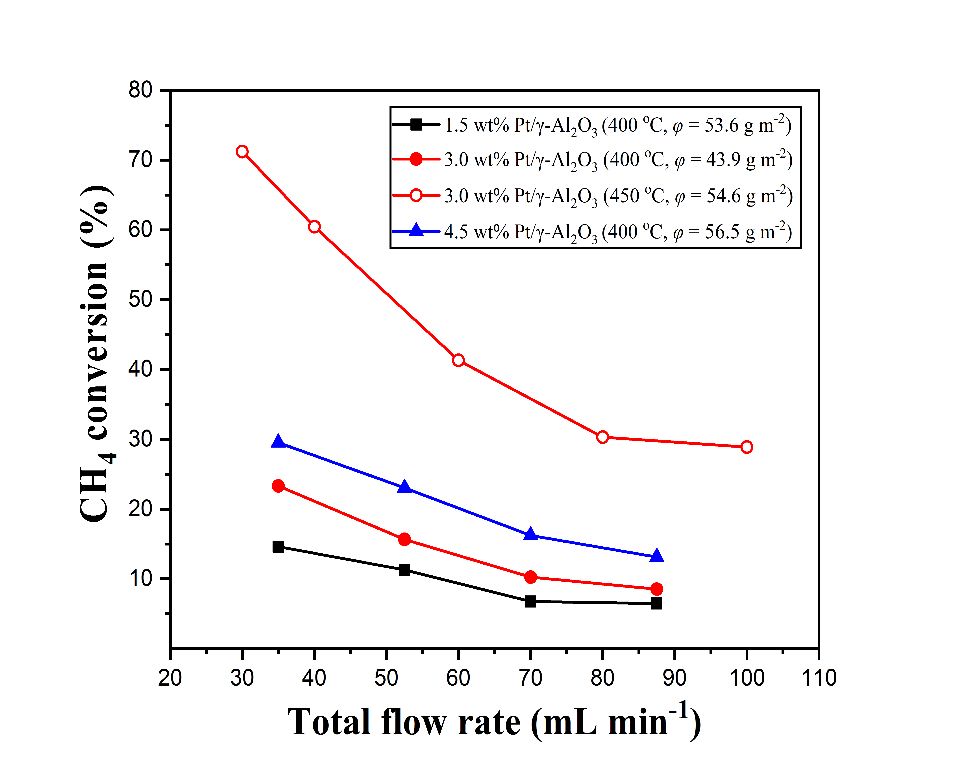 80
70
60
50
40
30
20
10
20 30 40 50 60 70 80 90 100 110
CH₄ conversion (%)
Total flow rate (mL min⁻¹)
1.5 wt% Pt/γ-Al₂O₃ (400 °C, φ = 53.6 g m⁻²)
3.0 wt% Pt/γ-Al₂O₃ (400 °C, φ = 43.9 g m⁻²)
3.0 wt% Pt/γ-Al₂O₃ (450 °C, φ = 54.6 g m⁻²)
4.5 wt% Pt/γ-Al₂O₃ (400 °C, φ = 56.5 g m⁻²)